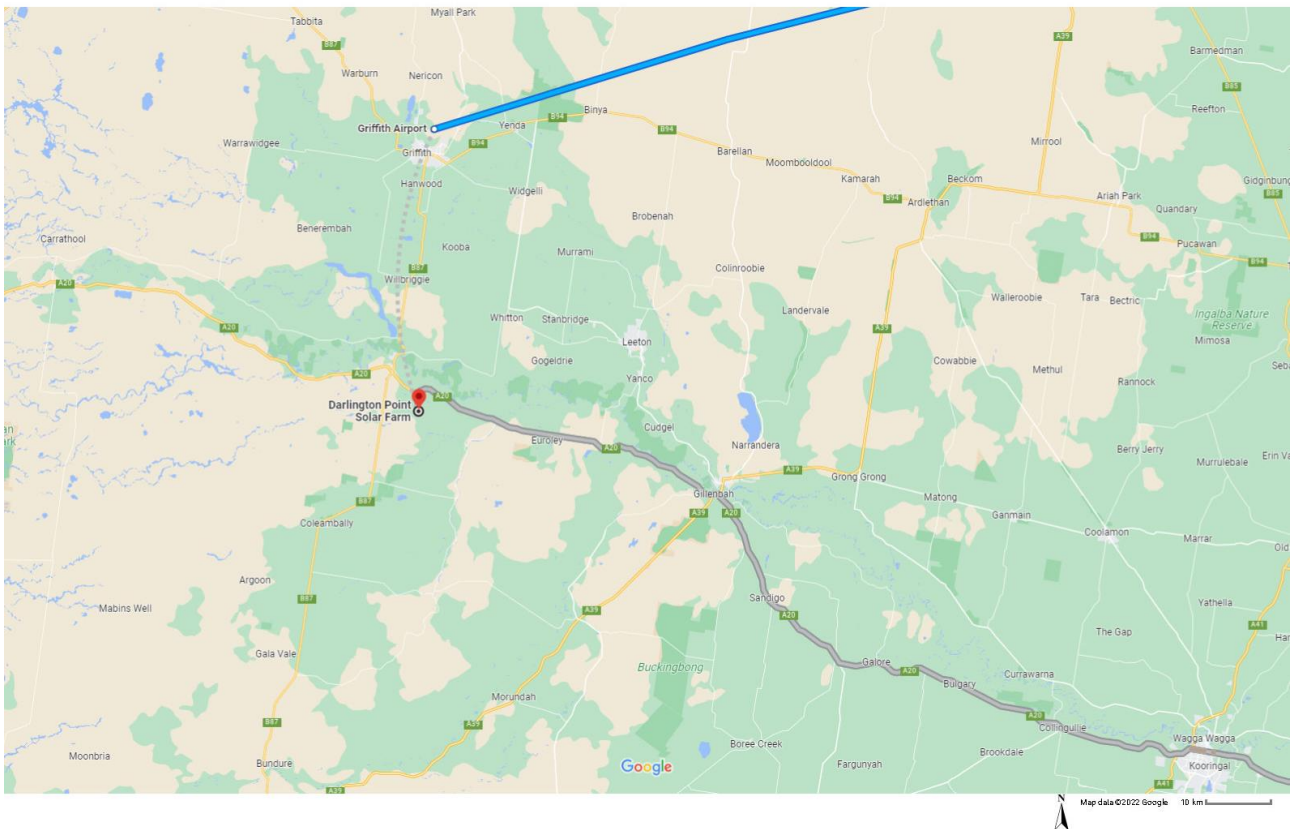 Myall Park
Tabbita
B87
A39
Barmedman
Warburn
Nericon
B85
Reefton
Griffith Airport
Yenda
B94
Binya
B94
Warrawidgee
Griffith
B94
Barellan
Mirrool
Moombooldool
Kamarah
Beckom
Hanwood
Widgelli
B94
Ardlethan
Ariah Park
Gidginbung
B85
Quandary
Benerembah
Brobenah
Carrathool
Kooba
Murrami
B94
Pucawan
B94
B87
Colinroobie
A20
Willbriggie
Walleroobie
Tara
Bectric
Landervale
Whitton
Stanbridge
Ingalba Nature
Reserve
A20
A39
Leeton
Mimosa
Gogeldrie
Cowabbie
Methul
A20
Yanco
Rannock
Darlington Point
Solar Farm
A20
Cudgel
Euroley
A20
Narrandera
Berry Jerry
Murrulebale
A39
Grong Grong
Gillenbah
B87
A39
A20
Matong
Ganmain
Coleambally
Coolamon
Marrar
Argoon
B87
Mabins Well
A39
Sandigo
A20
Yathella
The Gap
A41
Gala Vale
Buckingbong
Galore
A20
Currawarna
Bulgary
Morundah
B87
A39
A20
Collingullie
Wagga Wagga
Moonbria
Boree Creek
Brookdale
Bundure
Google
Fargunyah
Kooringal
A39
A41
N
Map data ©2022 Google 10 km